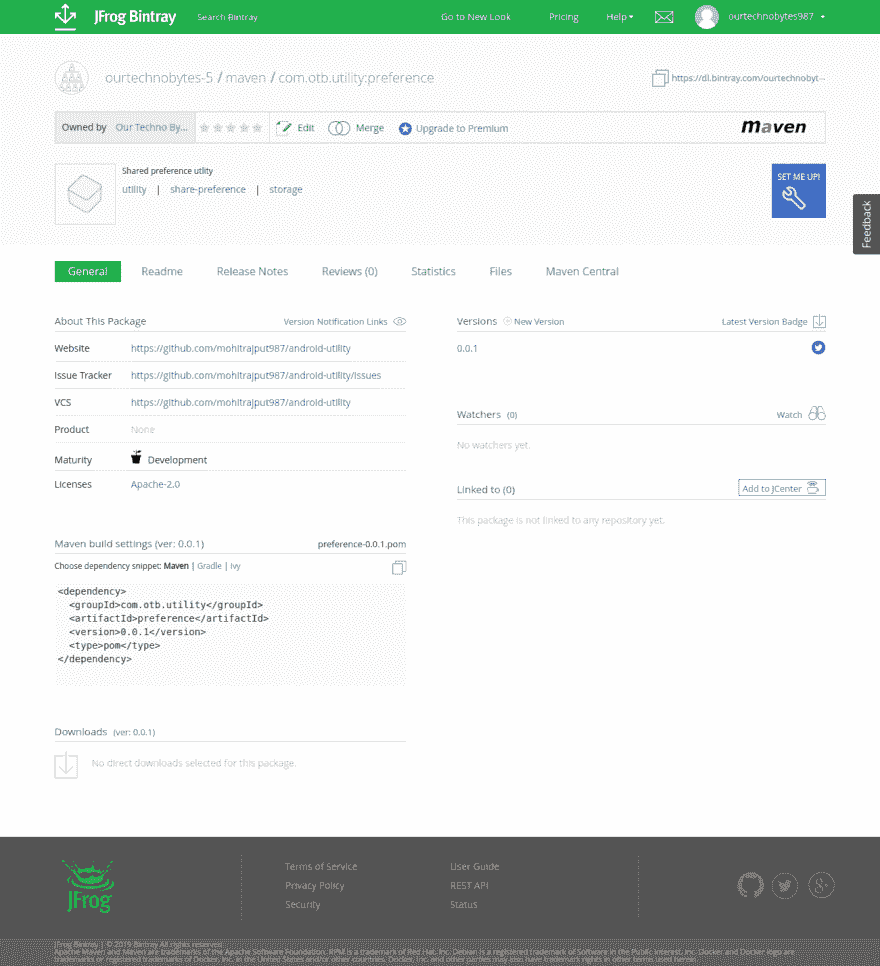 JFrog Bintray Search Bintray Go to New Look Pricing Help ourtechnobytes987
ourtechnobytes-5 / maven / com.otb.utility:preference https://dl.bintray.com/ourtechnobyt...
Owned by Our Techno By... Edit Merge Upgrade to Premium maven
Shared preference utlity
utility | share-preference | storage
SET ME UP!
Feedback
General Readme Release Notes Reviews (0) Statistics Files Maven Central
About This Package Version Notification Links
Website https://github.com/mohitrajput987/android-utility
Issue Tracker https://github.com/mohitrajput987/android-utility/issues
VCS https://github.com/mohitrajput987/android-utility
Product None
Maturity Development
Licenses Apache-2.0
Versions New Version Latest Version Badge
0.0.1
Watchers (0) Watch
No watchers yet.
Linked to (0) Add to JCenter
This package is not linked to any repository yet.
Maven build settings (ver: 0.0.1) preference-0.0.1.pom
Choose dependency snippet: Maven | Gradle | Ivy
<dependency>
  <groupId>com.otb.utility</groupId>
  <artifactId>preference</artifactId>
  <version>0.0.1</version>
  <type>pom</type>
</dependency>
Downloads (ver: 0.0.1)
No direct downloads selected for this package.
JFrog
Terms of Service User Guide
Privacy Policy REST API
Security Status
JFrog Bintray | © 2019 Bintray All rights reserved
Apache Maven and Maven are trademarks of the Apache Software Foundation. RPM is a trademark of Red Hat, Inc. Debian is a registered trademark of Software in the Public Interest, Inc. Docker and Docker logo are
trademarks or registered trademarks of Docker, Inc. in the United States and/or other countries. Docker, Inc. and other parties may also have trademark rights in other terms used herein.